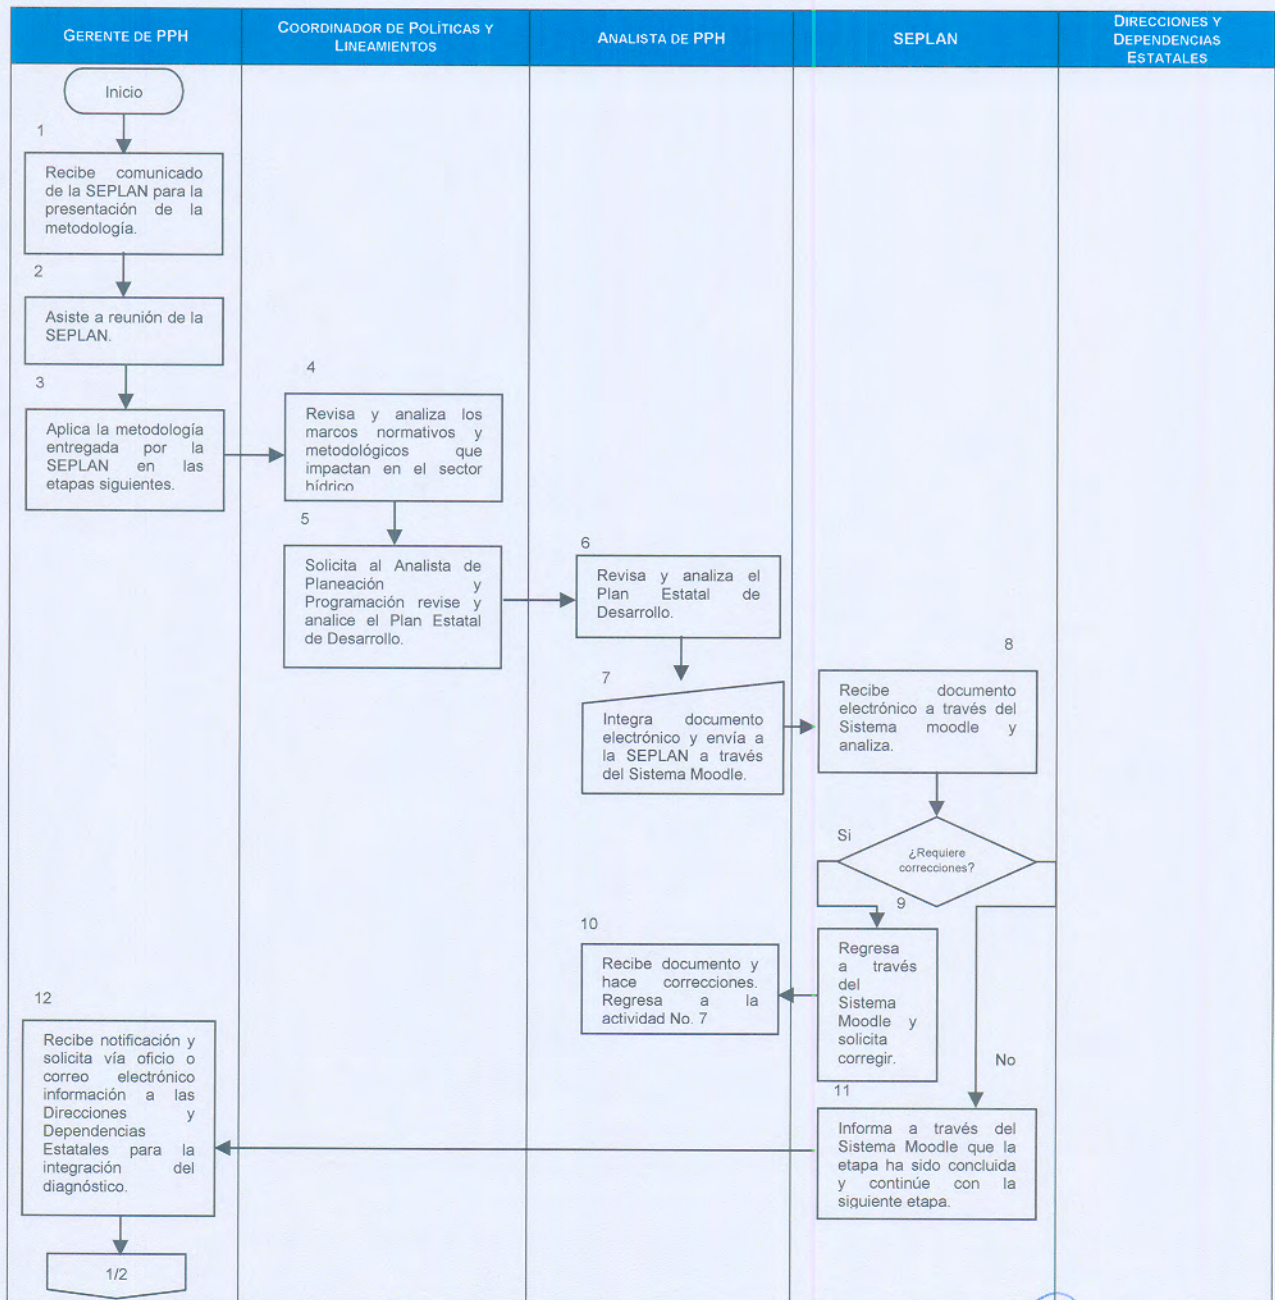 GERENTE DE PPH
COORDINADOR DE POLÍTICAS Y
LINEAMIENTOS
ANALISTA DE PPH
SEPLAN
DIRECCIONES Y
DEPENDENCIAS
ESTATALES
Inicio
1
Recibe comunicado
de la SEPLAN para la
presentación de la
metodología.
2
Asiste a reunión de la
SEPLAN.
3
Aplica la metodología
entregada por la
SEPLAN en las
etapas siguientes.
4
Revisa y analiza los
marcos normativos y
metodológicos que
impactan en el sector
hídrico
5
Solicita al Analista de
Planeación y
Programación revise y
analice el Plan Estatal
de Desarrollo.
6
Revisa y analiza el
Plan Estatal de
Desarrollo.
7
Integra documento
electrónico y envía a
la SEPLAN a través
del Sistema Moodle.
8
Recibe documento
electrónico a través del
Sistema moodle y
analiza.
Si
¿Requiere
correcciones?
9
Regresa
a través
del
Sistema
Moodle y
solicita
corregir.
10
Recibe documento y
hace correcciones.
Regresa a la
actividad No. 7
No
11
Informa a través del
Sistema Moodle que la
etapa ha sido concluida
y continúe con la
siguiente etapa.
12
Recibe notificación y
solicita vía oficio o
correo electrónico
información a las
Direcciones y
Dependencias
Estatales para la
integración del
diagnóstico.
1/2